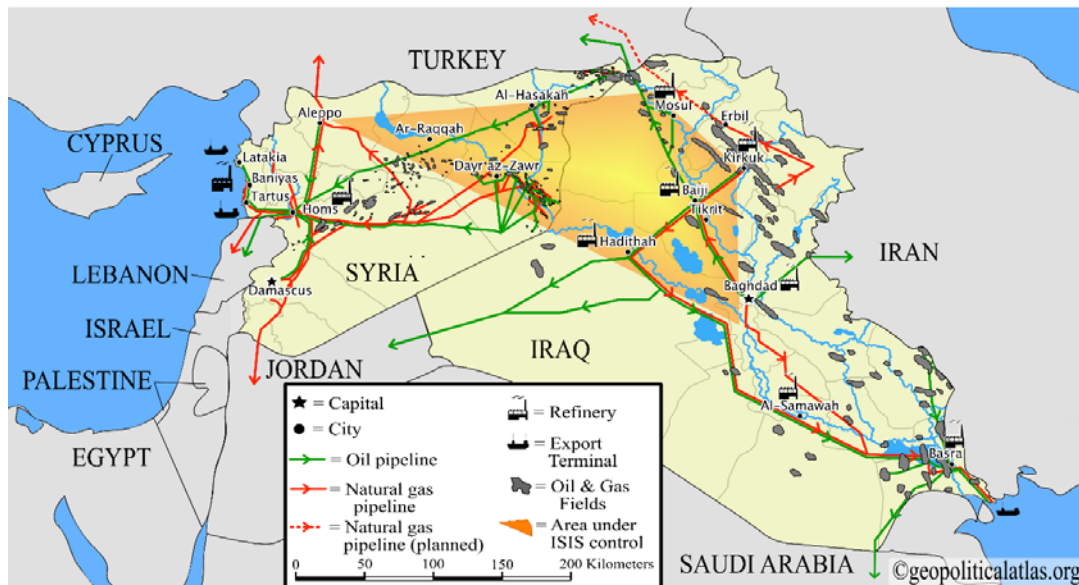 TURKEY
CYPRUS
Aleppo
Al-Hasakah
Mosul
Erbil
Ar-Raqqah
Kirkuk
Latakia
Dayr az-Zawr
Baniyas
Baiji
Tartus
Homs
Tikrit
Hadithah
LEBANON
SYRIA
IRAN
Damascus
Baghdad
ISRAEL
IRAQ
PALESTINE
JORDAN
Al-Samawah
EGYPT
Basra
SAUDI ARABIA
= Capital
= City
= Oil pipeline
= Natural gas
pipeline
= Natural gas
pipeline (planned)
= Refinery
= Export
Terminal
= Oil & Gas
Fields
= Area under
ISIS control
0 50 100 150 200 Kilometers
©geopoliticalatlas.org